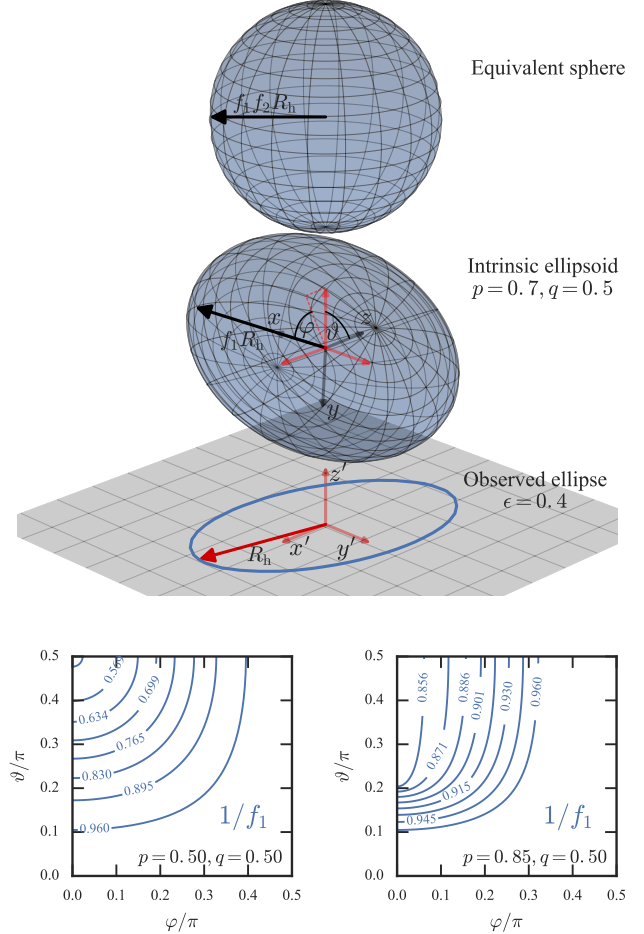 Equivalent sphere
f₁f₂R_h
Intrinsic ellipsoid
p=0.7, q=0.5
x
φ
ϑ
z
f₁R_h
y
Observed ellipse
ϵ=0.4
z′
R_h
x′
y′
0.5
0.4
0.3
0.2
0.1
0.0
ϑ/π
0.569
0.699
0.634
0.765
0.830
0.895
0.960
1/f₁
p=0.50, q=0.50
0.0 0.1 0.2 0.3 0.4 0.5
φ/π
0.5
0.4
0.3
0.2
0.1
0.0
ϑ/π
0.856
0.886
0.901
0.930
0.960
0.871
0.915
0.945
1/f₁
p=0.85, q=0.50
0.0 0.1 0.2 0.3 0.4 0.5
φ/π